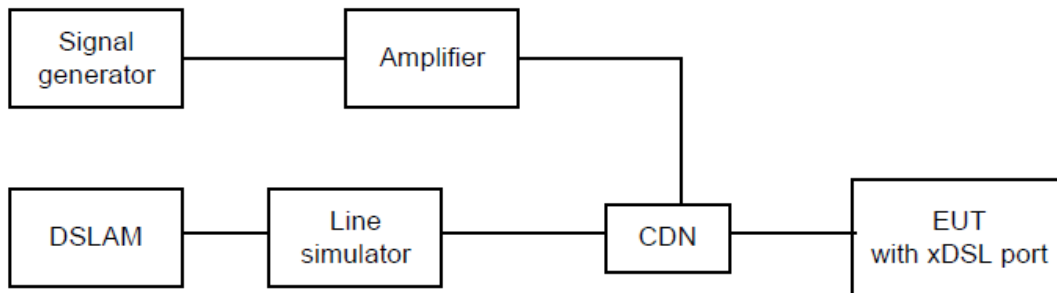 Signal
generator
Amplifier
DSLAM
Line
simulator
CDN
EUT
with xDSL port